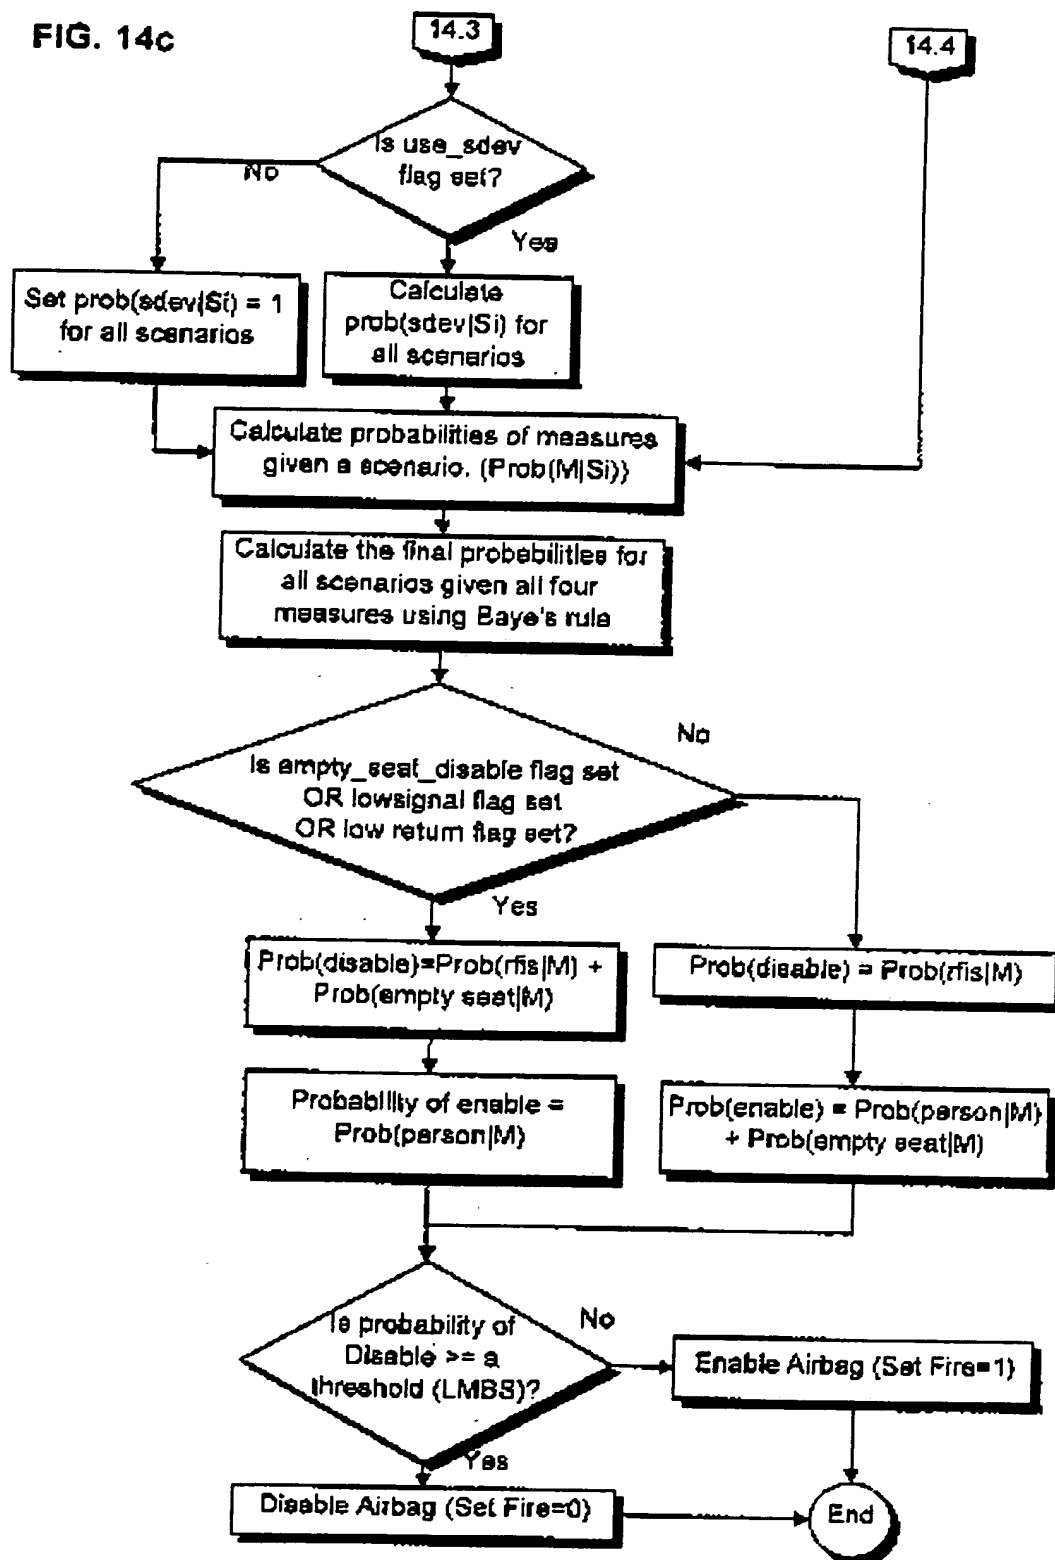 FIG. 14c
14.3
14.4
Is use_sdev
flag set?
No
Yes
Set prob(sdev|Si) = 1
for all scenarios
Calculate
prob(sdev|Si) for
all scenarios
Calculate probabilities of measures
given a scenario. (Prob(M|Si))
Calculate the final probabilities for
all scenarios given all four
measures using Baye's rule
No
Is empty_seat_disable flag set
OR lowsignal flag set
OR low return flag set?
Yes
Prob(disable)=Prob(rfis|M) +
Prob(empty seat|M)
Prob(disable) = Prob(rfis|M)
Probability of enable =
Prob(person|M)
Prob(enable) = Prob(person|M)
+ Prob(empty seat|M)
Is probability of
Disable >= a
threshold (LMBS)?
No
Enable Airbag (Set Fire=1)
Yes
Disable Airbag (Set Fire=0)
End